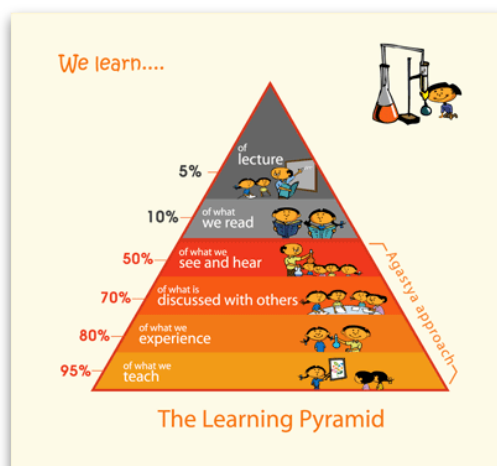 We learn....
5%
of
lecture
10%
of what
we read
50%
of what we
see and hear
70%
of what is
discussed with others
80%
of what we
experience
95%
of what we
teach
Agastya approach
The Learning Pyramid